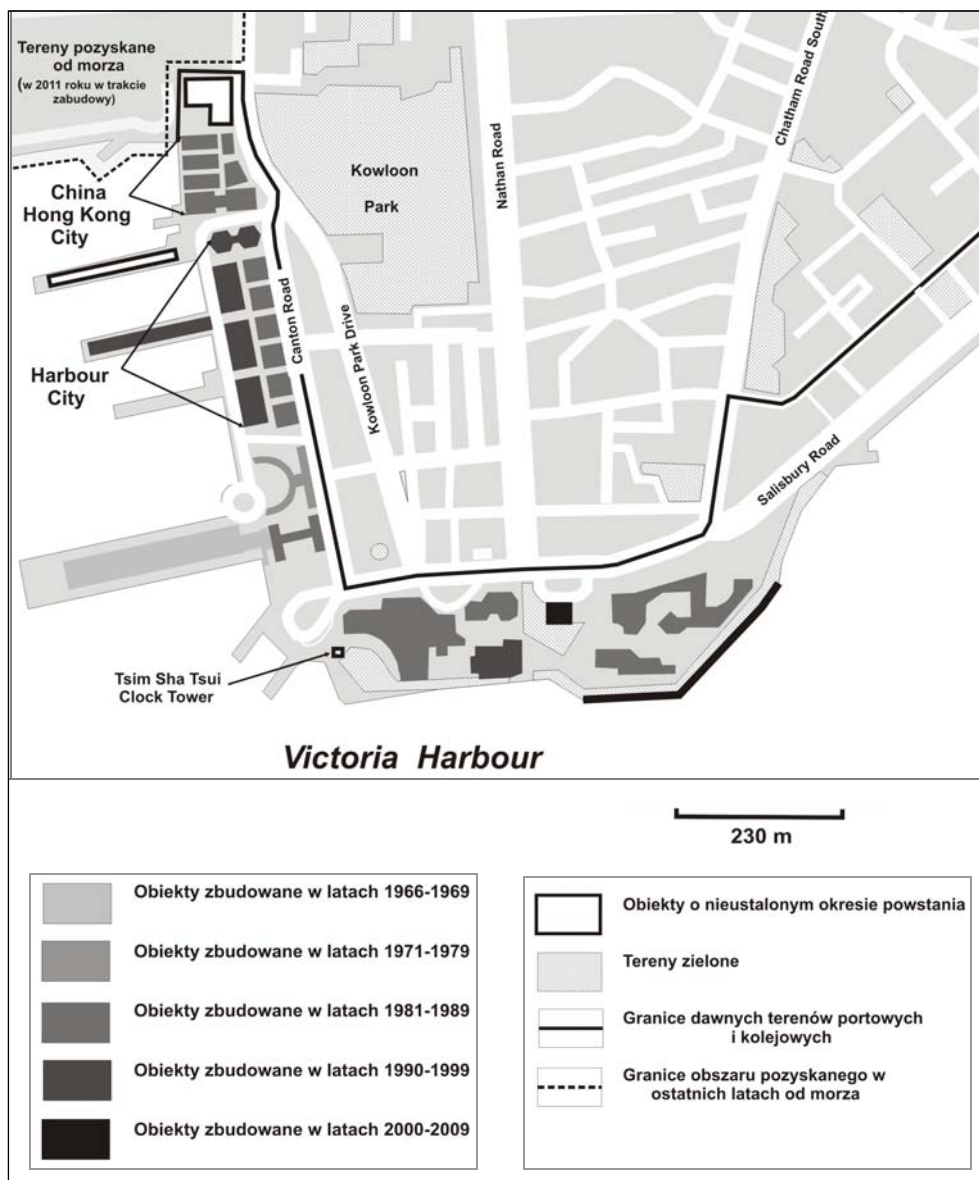 Tereny pozyskane
od morza
(w 2011 roku w trakcie
zabudowy)
China
Hong Kong
City
Harbour
City
Kowloon
Park
Canton Road
Kowloon Park Drive
Nathan Road
Chatham Road South
Salisbury Road
Tsim Sha Tsui
Clock Tower
Victoria Harbour
230 m
Obiekty zbudowane w latach 1966-1969
Obiekty zbudowane w latach 1971-1979
Obiekty zbudowane w latach 1981-1989
Obiekty zbudowane w latach 1990-1999
Obiekty zbudowane w latach 2000-2009
Obiekty o nieustalonym okresie powstania
Tereny zielone
Granice dawnych terenów portowych
i kolejowych
Granice obszaru pozyskanego w
ostatnich latach od morza